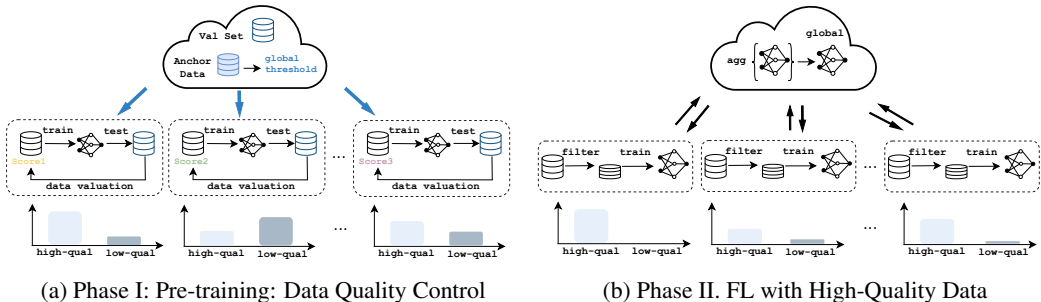 Val Set
Anchor Data
global threshold
train test
Score1
data valuation
train test
Score2
data valuation
...
train test
Score3
data valuation
high-qual low-qual
high-qual low-qual
...
high-qual low-qual
(a) Phase I: Pre-training: Data Quality Control
global
agg
filter train
filter train
...
filter train
high-qual low-qual
high-qual low-qual
...
high-qual low-qual
(b) Phase II. FL with High-Quality Data